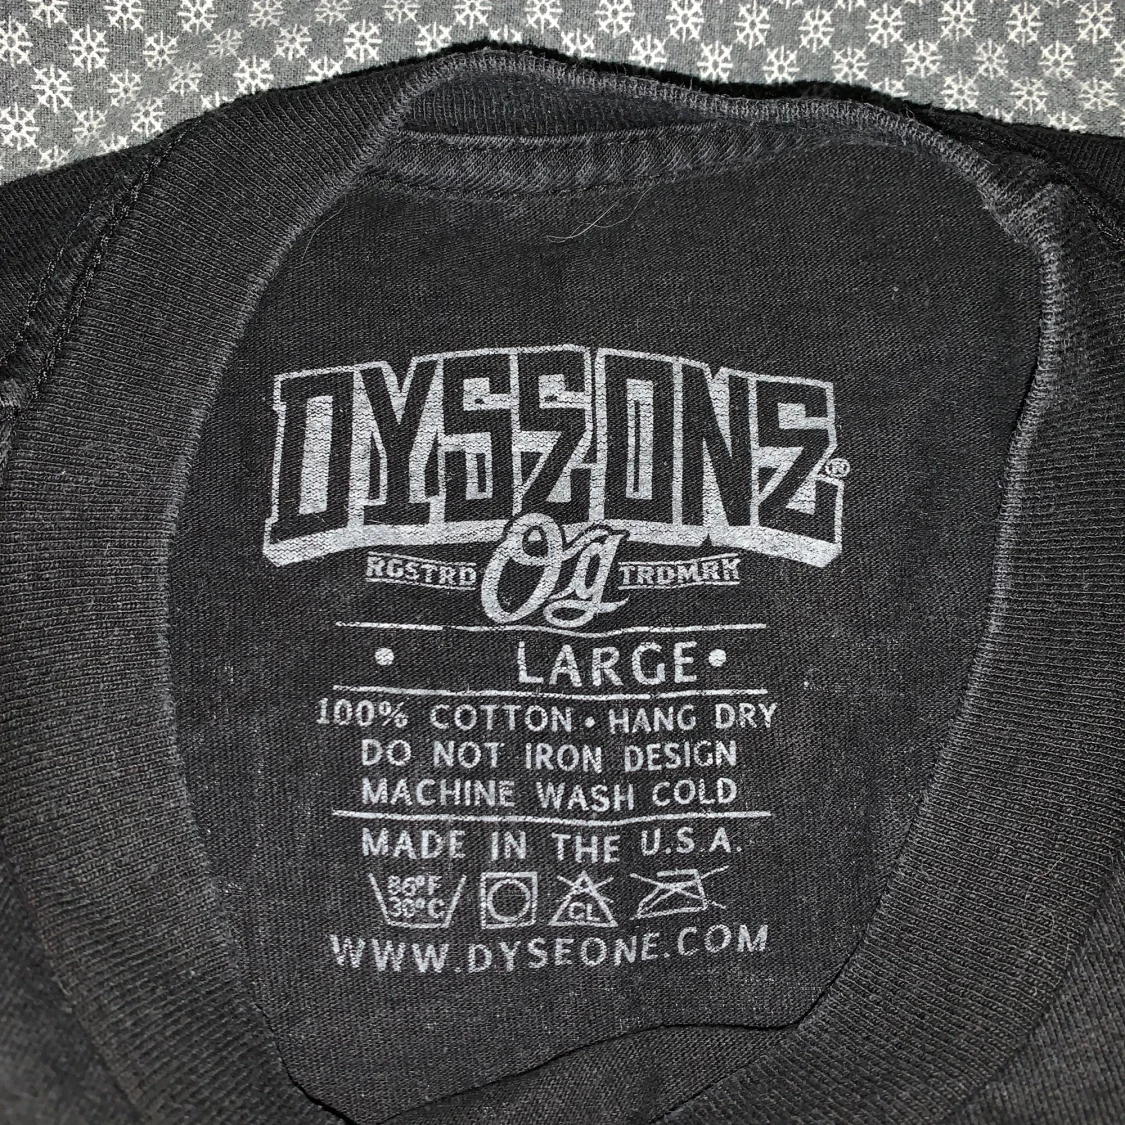 DYSEONE®
RGSTRD Og TRDMRK
• LARGE •
100% COTTON • HANG DRY
DO NOT IRON DESIGN
MACHINE WASH COLD
MADE IN THE U.S.A.
86°F
30°C
CL
WWW.DYSEONE.COM